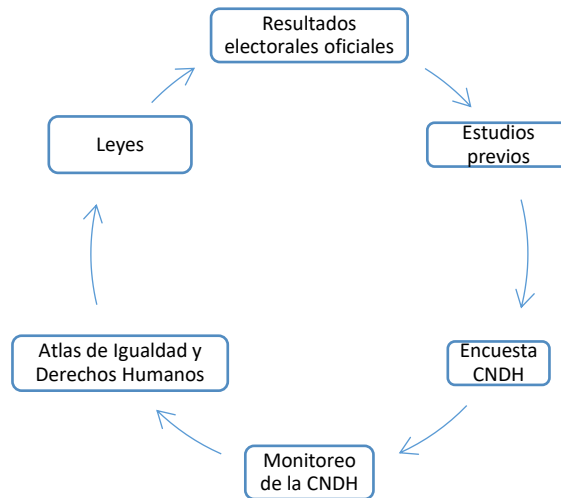 Resultados
electorales oficiales
Estudios
previos
Encuesta
CNDH
Monitoreo
de la CNDH
Atlas de Igualdad y
Derechos Humanos
Leyes